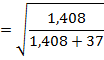 = √(1,408 / (1,408 + 37))